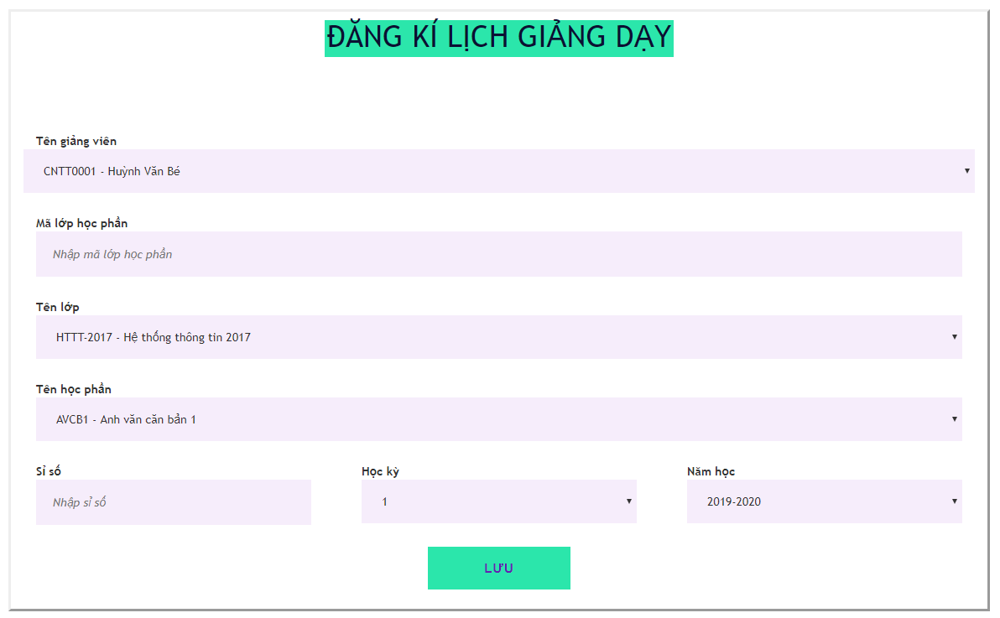 ĐĂNG KÍ LỊCH GIẢNG DẠY
Tên giảng viên
CNTT0001 - Huỳnh Văn Bé
Mã lớp học phần
Nhập mã lớp học phần
Tên lớp
HTTT-2017 - Hệ thống thông tin 2017
Tên học phần
AVCB1 - Anh văn căn bản 1
Sỉ số Học kỳ Năm học
Nhập sỉ số 1 2019-2020
LƯU